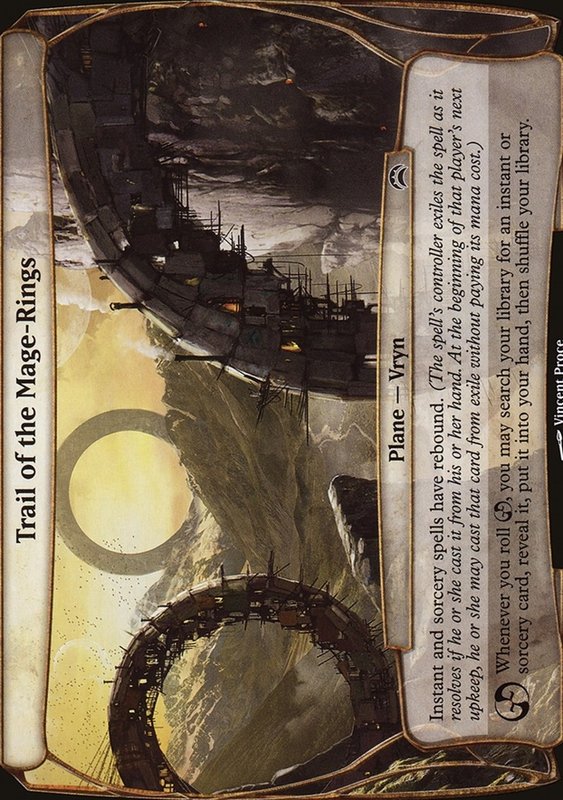 Trail of the Mage-Rings
Plane — Vryn
Instant and sorcery spells have rebound. (The spell's controller exiles the spell as it
resolves if he or she cast it from his or her hand. At the beginning of that player's next
upkeep, he or she may cast that card from exile without paying its mana cost.)
Whenever you roll , you may search your library for an instant or
sorcery card, reveal it, put it into your hand, then shuffle your library.
Vincent Proce